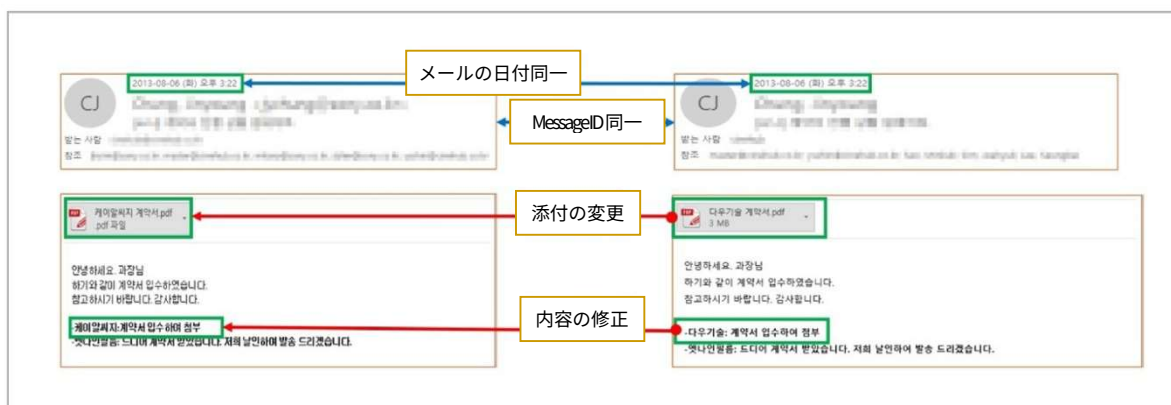 メールの日付同一
2013-08-06 (화) 오후 3:22
2013-08-06 (화) 오후 3:22
CJ
CJ
MessageID同一
받는 사람
참조
받는 사람
참조
케이알씨지 계약서.pdf
.pdf 파일
添付の変更
다우기술 계약서.pdf
3 MB
안녕하세요. 과장님
하기와 같이 계약서 입수하였습니다.
참고하시기 바랍니다. 감사합니다.
안녕하세요. 과장님
하기와 같이 계약서 입수하였습니다.
참고하시기 바랍니다. 감사합니다.
内容の修正
-케이알씨지:계약서 입수하여 첨부
-엣나인필름: 드디어 계약서 받았습니다. 저희 날인하여 발송 드리겠습니다.
-다우기술: 계약서 입수하여 첨부
-엣나인필름: 드디어 계약서 받았습니다. 저희 날인하여 발송 드리겠습니다.